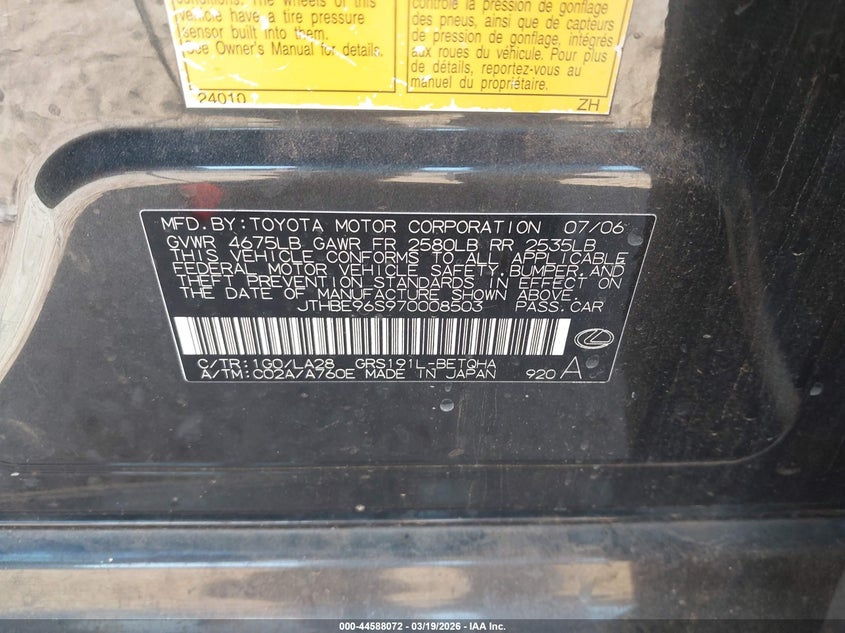 conditions. The wheels of this
vehicle have a tire pressure
sensor built into them.
See Owner's Manual for details.
24010
contrôle la pression de gonflage
des pneus, ainsi que de capteurs
de pression de gonflage, intégrés
aux roues du véhicule. Pour plus
de détails, reportez-vous au
manuel du propriétaire.
ZH
MFD.BY:TOYOTA MOTOR CORPORATION 07/06
GVWR 4675LB GAWR FR 2580LB RR 2535LB
THIS VEHICLE CONFORMS TO ALL APPLICABLE
FEDERAL MOTOR VEHICLE SAFETY,BUMPER,AND
THEFT PREVENTION STANDARDS IN EFFECT ON
THE DATE OF MANUFACTURE SHOWN ABOVE.
JTHBE96S970008503 PASS.CAR
C/TR:1G0/LA28 GRS191L-BETQHA
A/TM:C02A/A760E MADE IN JAPAN 920 A
000-44588072 — 03/19/2026 — IAA Inc.